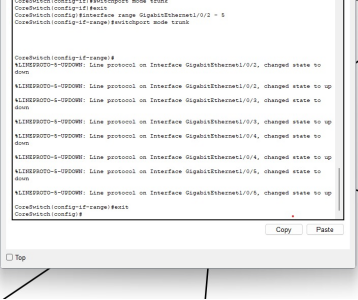 CoreSwitch(config-if)#switchport mode trunk
CoreSwitch(config-if)#exit
CoreSwitch(config)#interface range GigabitEthernet1/0/2 - 5
CoreSwitch(config-if-range)#switchport mode trunk
CoreSwitch(config-if-range)#
%LINEPROTO-5-UPDOWN: Line protocol on Interface GigabitEthernet1/0/2, changed state to
down
%LINEPROTO-5-UPDOWN: Line protocol on Interface GigabitEthernet1/0/2, changed state to up
%LINEPROTO-5-UPDOWN: Line protocol on Interface GigabitEthernet1/0/3, changed state to
down
%LINEPROTO-5-UPDOWN: Line protocol on Interface GigabitEthernet1/0/3, changed state to up
%LINEPROTO-5-UPDOWN: Line protocol on Interface GigabitEthernet1/0/4, changed state to
down
%LINEPROTO-5-UPDOWN: Line protocol on Interface GigabitEthernet1/0/4, changed state to up
%LINEPROTO-5-UPDOWN: Line protocol on Interface GigabitEthernet1/0/5, changed state to
down
%LINEPROTO-5-UPDOWN: Line protocol on Interface GigabitEthernet1/0/5, changed state to up
CoreSwitch(config-if-range)#exit
CoreSwitch(config)#
Copy Paste
Top